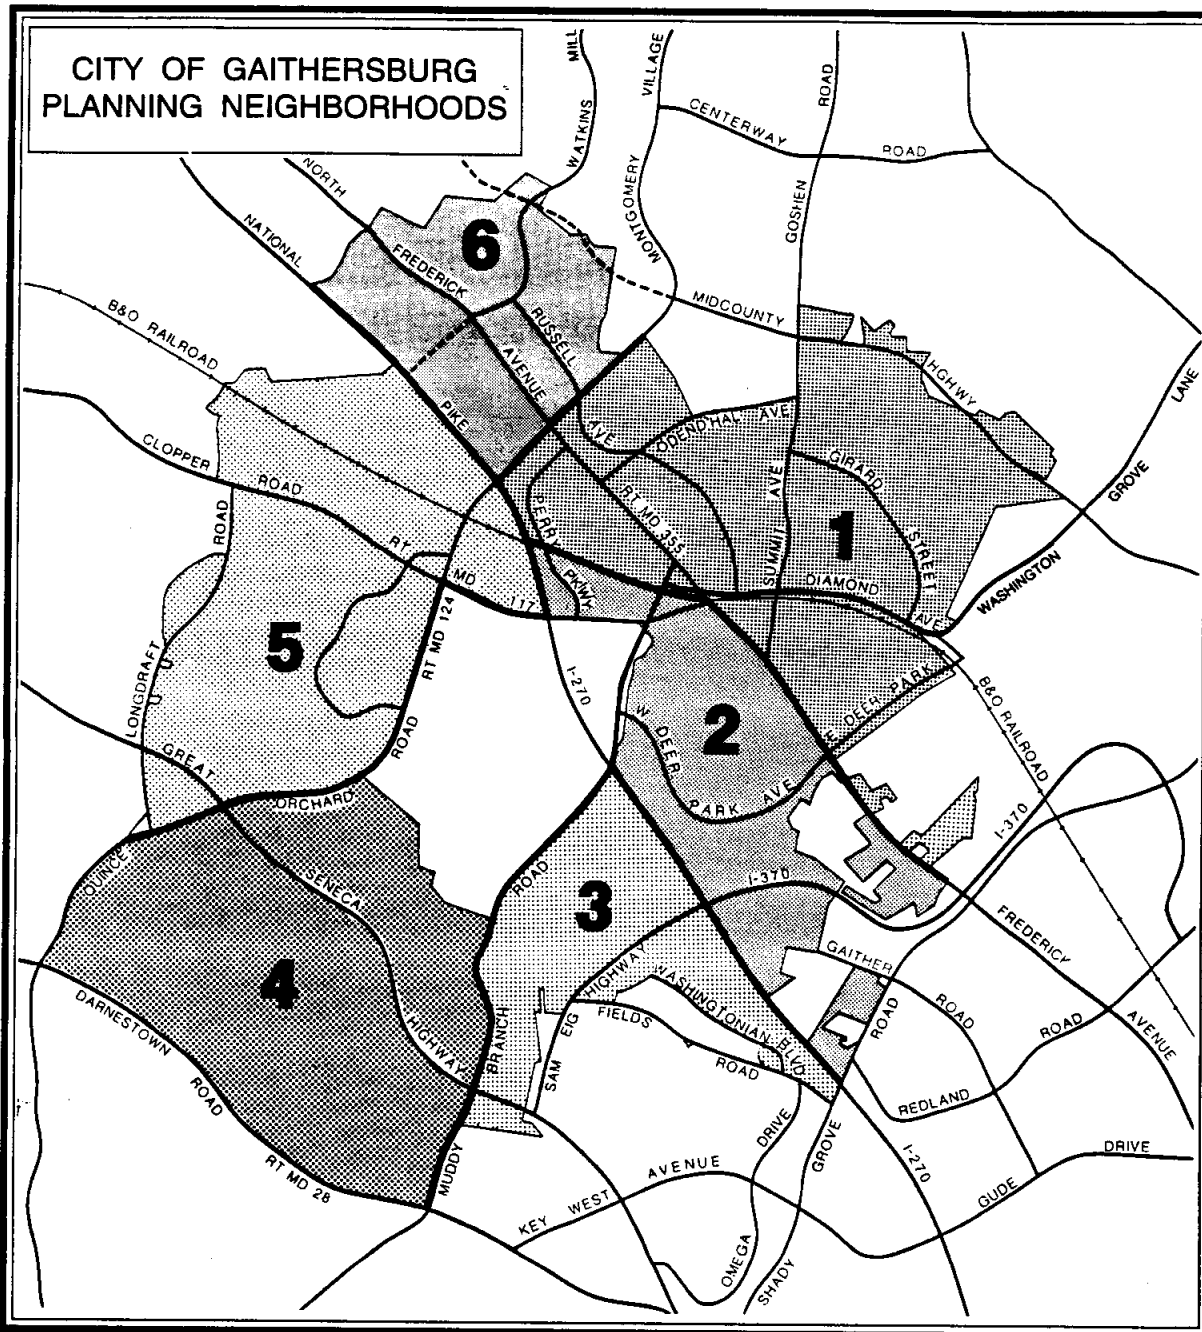 CITY OF GAITHERSBURG
PLANNING NEIGHBORHOODS
MILL
WATKINS
VILLAGE
MONTGOMERY
CENTERWAY
ROAD
ROAD
GOSHEN
NORTH
FREDERICK
AVENUE
NATIONAL
PIKE
6
B&O RAILROAD
MIDCOUNTY
HGHWY
RUSSELL
AVE
ODEND'HAL AVE
LANE
GROVE
WASHINGTON
CLOPPER
ROAD
RT
MD
117
PERRY
PKWY
RT MD 355
SUMMIT AVE
GIRARD
STREET
1
DIAMOND
AVE
ROAD
LONGDRAFT
5
RT MD 124
ROAD
I-270
2
W DEER
PARK AVE
E DEER PARK
B&O RAILROAD
GREAT
SENECA
HIGHWAY
ORCHARD
QUINCE
ROAD
BRANCH
MUDDY
3
I-370
I-370
4
DARNESTOWN
ROAD
RT MD 28
HIGHWAY
EIG
SAM
FIELDS
ROAD
WASHINGTONIAN BLVD
GAITHER
ROAD
FREDERICK
AVENUE
ROAD
GROVE
SHADY
REDLAND
ROAD
I-270
DRIVE
OMEGA
KEY WEST
AVENUE
GUDE
DRIVE